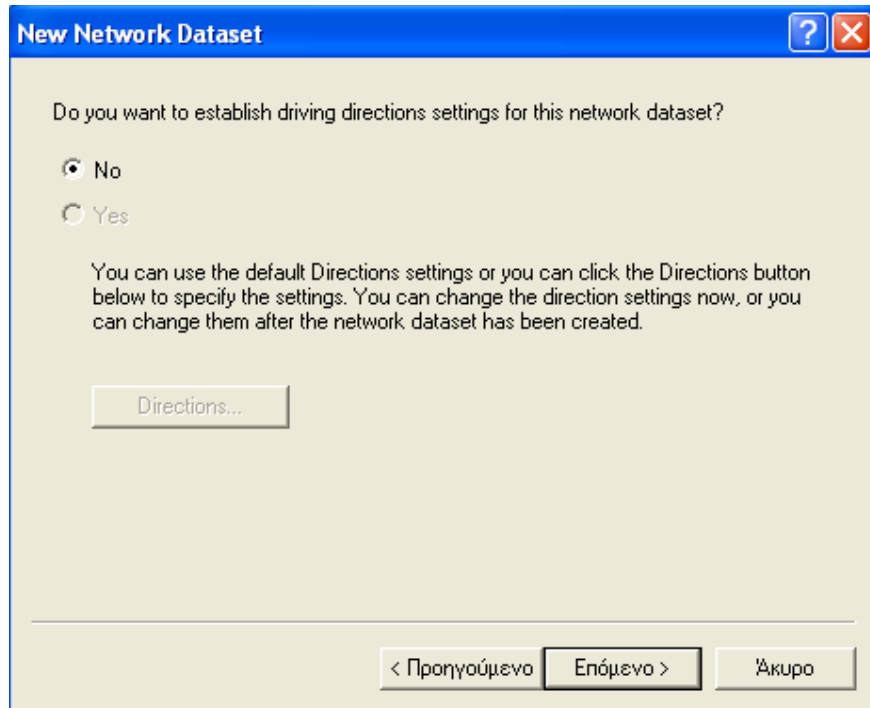 New Network Dataset
Do you want to establish driving directions settings for this network dataset?
No
Yes
You can use the default Directions settings or you can click the Directions button
below to specify the settings. You can change the direction settings now, or you
can change them after the network dataset has been created.
Directions...
< Προηγούμενο
Επόμενο >
Άκυρο